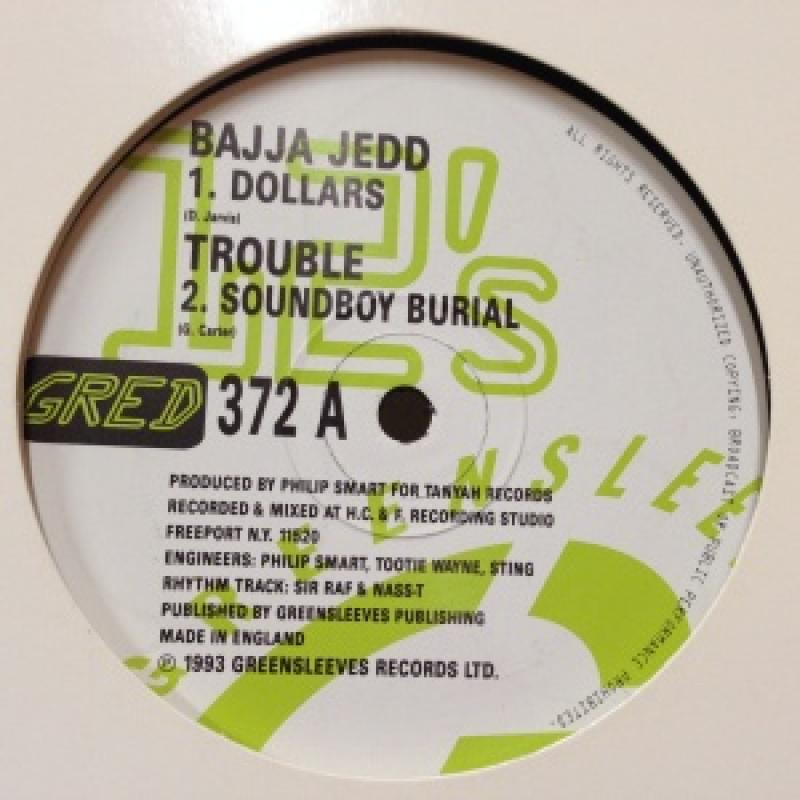 BAJJA JEDD
1. DOLLARS
(D. Jarvis)
TROUBLE
2. SOUNDBOY BURIAL
(G. Carter)
12's
GRED 372 A
PRODUCED BY PHILIP SMART FOR TANYAH RECORDS
RECORDED & MIXED AT H.C. & F. RECORDING STUDIO
FREEPORT N.Y. 11520
ENGINEERS: PHILIP SMART, TOOTIE WAYNE, STING
RHYTHM TRACK: SIR RAF & NASS-T
PUBLISHED BY GREENSLEEVES PUBLISHING
MADE IN ENGLAND
℗ 1993 GREENSLEEVES RECORDS LTD.
GREENSLEE
ALL RIGHTS RESERVED. UNAUTHORIZED COPYING, BROADCAST OR PUBLIC PERFORMANCE PROHIBITED.